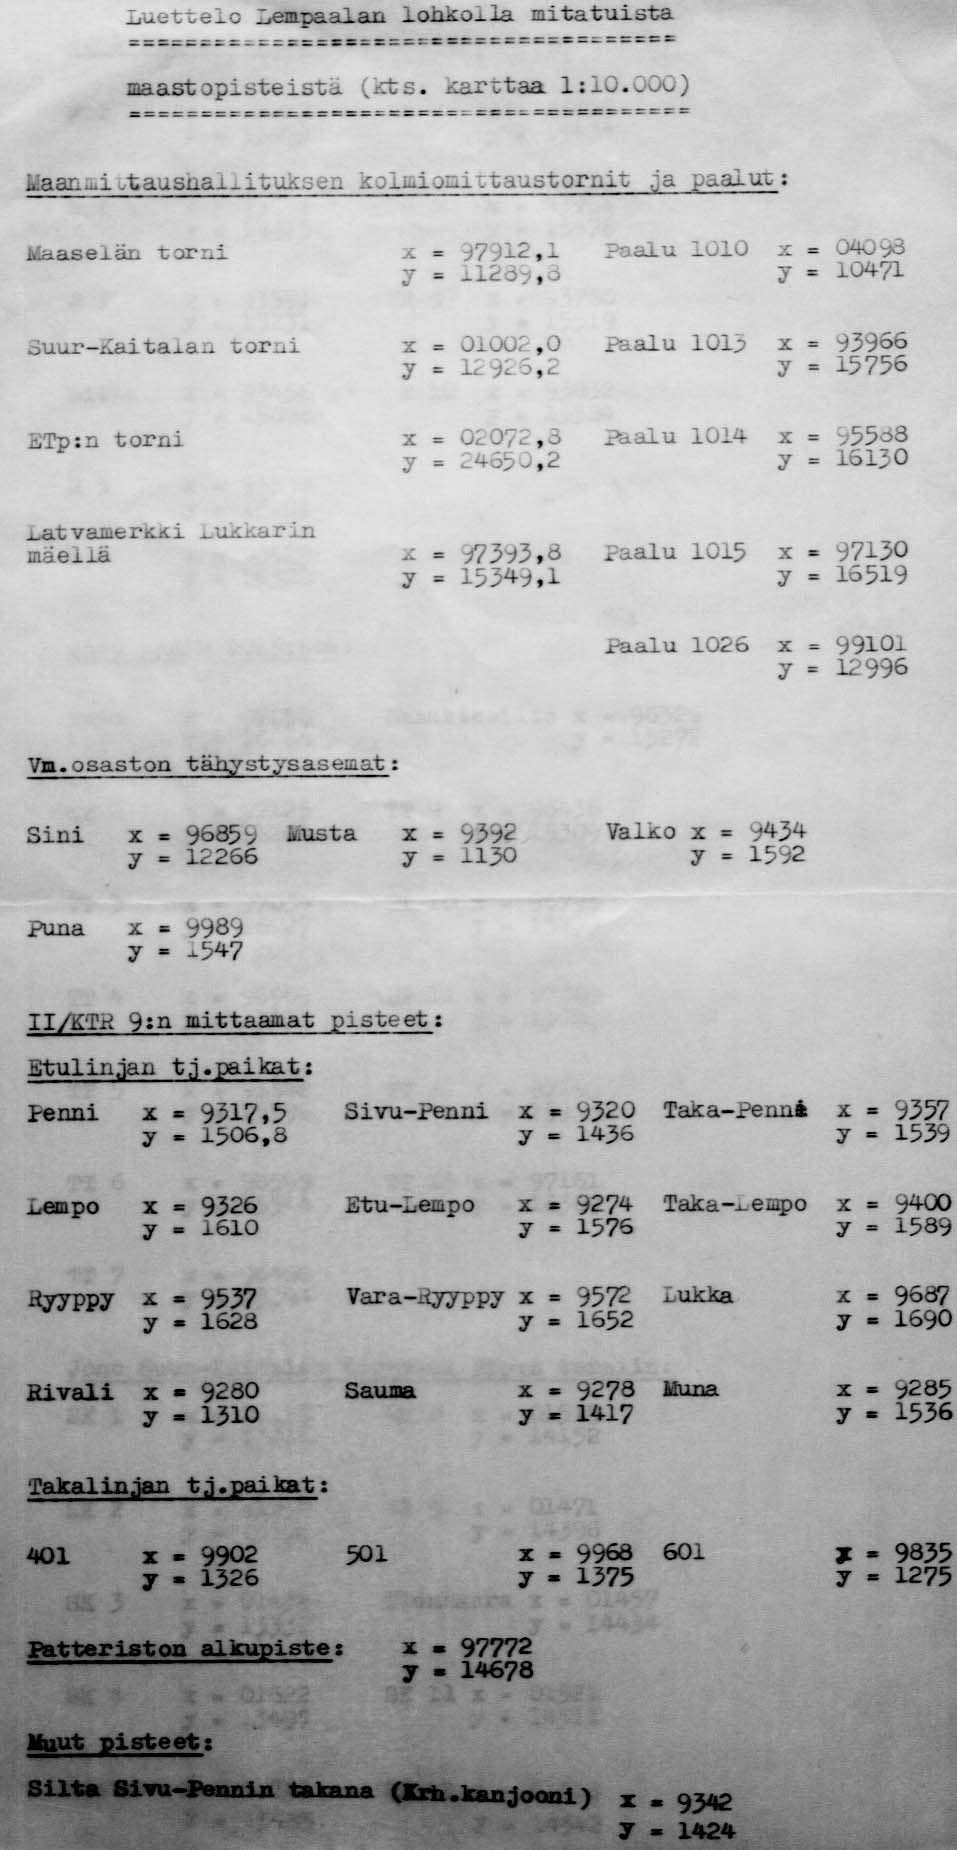 Luettelo Lempaalan lohkolla mitatuista
======================================
maastopisteistä (kts. karttaa 1:10.000)
=======================================
Maanmittaushallituksen kolmiomittaustornit ja paalut:
Maaselän torni x = 97912,1 Paalu 1010 x = 04098
y = 11289,8 y = 10471
Suur-Kaitalan torni x = 01002,0 Paalu 1013 x = 93966
y = 12926,2 y = 15756
ETp:n torni x = 02072,8 Paalu 1014 x = 95588
y = 24650,2 y = 16130
Latvamerkki Lukkarin
mäellä x = 97393,8 Paalu 1015 x = 97130
y = 15349,1 y = 16519
Paalu 1026 x = 99101
y = 12996
Vm.osaston tähystysasemat:
Sini x = 96859 Musta x = 9392 Valko x = 9434
y = 12266 y = 1130 y = 1592
Puna x = 9989
y = 1547
II/KTR 9:n mittaamat pisteet:
Etulinjan tj.paikat:
Penni x = 9317,5 Sivu-Penni x = 9320 Taka-Penni x = 9357
y = 1506,8 y = 1436 y = 1539
Lempo x = 9326 Etu-Lempo x = 9274 Taka-Lempo x = 9400
y = 1610 y = 1576 y = 1589
Ryyppy x = 9537 Vara-Ryyppy x = 9572 Lukka x = 9687
y = 1628 y = 1652 y = 1690
Rivali x = 9280 Sauma x = 9278 Muna x = 9285
y = 1310 y = 1417 y = 1536
Takalinjan tj.paikat:
401 x = 9902 501 x = 9968 601 x = 9835
y = 1326 y = 1375 y = 1275
Patteriston alkupiste: x = 97772
y = 14678
Muut pisteet:
Silta Sivu-Pennin takana (Krh.kanjooni) x = 9342
y = 1424